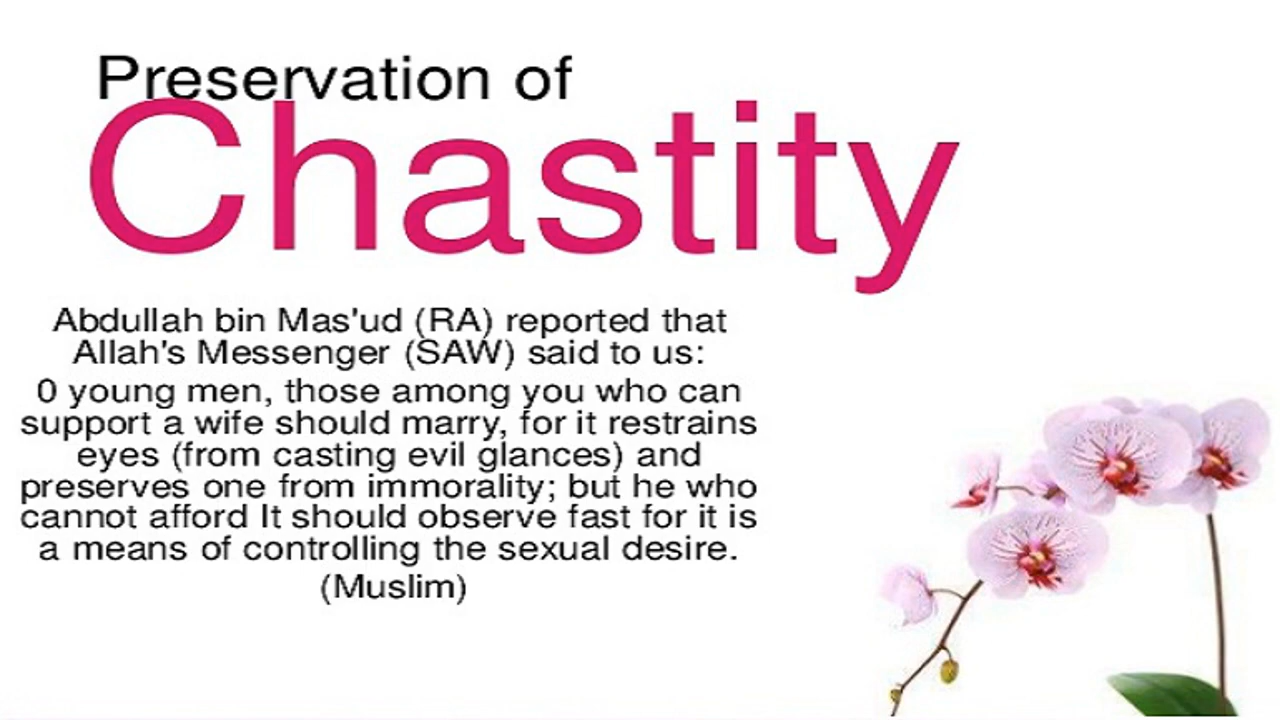 Preservation of
Chastity
Abdullah bin Mas'ud (RA) reported that
Allah's Messenger (SAW) said to us:
0 young men, those among you who can
support a wife should marry, for it restrains
eyes (from casting evil glances) and
preserves one from immorality; but he who
cannot afford It should observe fast for it is
a means of controlling the sexual desire.
(Muslim)